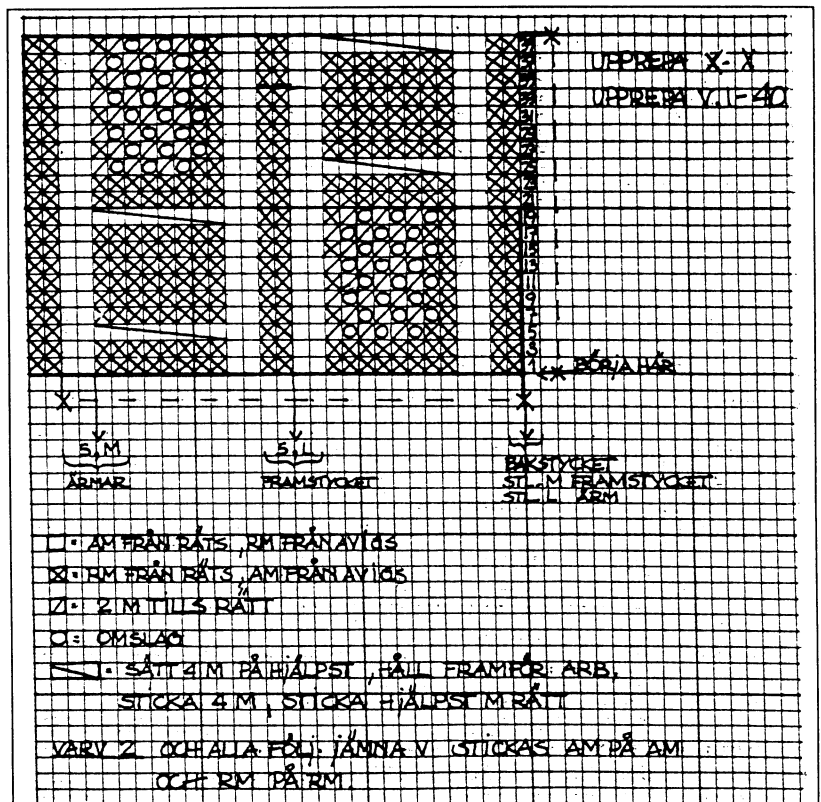 UPPREPA X-X
UPPREPA V. 1-40
BÖRJA HÄR
S, M
ÄRMAR
S, L
FRAMSTYCKET
BAKSTYCKET
STL. M FRAMSTYCKET
STL. L ÄRM
□ = AM FRÅN RÄTS, RM FRÅN AVIGS
= RM FRÅN RÄTS, AM FRÅN AVIGS
= 2 M TILLS RÄTT
O = OMSLAG
= SÄTT 4 M PÅ HJÄLPST, HÅLL FRAMFÖR ARB,
STICKA 4 M, STICKA HJÄLPST M RÄTT
VARV 2 OCH ALLA FÖLJ. JÄMNA V STICKAS AM PÅ AM
OCH RM PÅ RM.